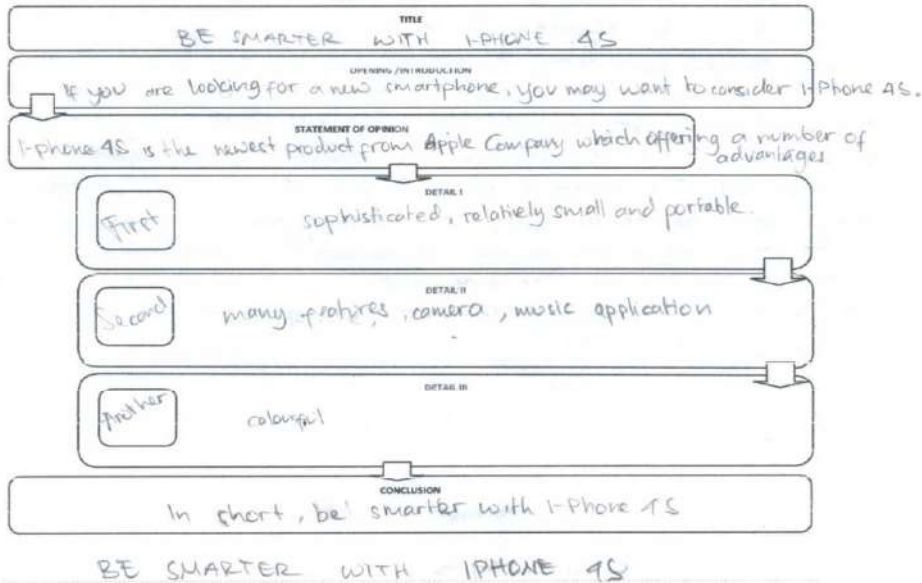 TITLE
BE SMARTER WITH I-PHONE 4S
OPENING /INTRODUCTION
If you are looking for a new smartphone, you may want to consider I-Phone 4S.
STATEMENT OF OPINION
I-phone 4S is the newest product from Apple Company which offering a number of
advantages
DETAIL I
First
sophisticated, relatively small and portable.
DETAIL II
Second
many features, camera, music application
DETAIL III
Another
colourful
CONCLUSION
In short, be smarter with I-Phone 4S
BE SMARTER WITH IPHONE 4S